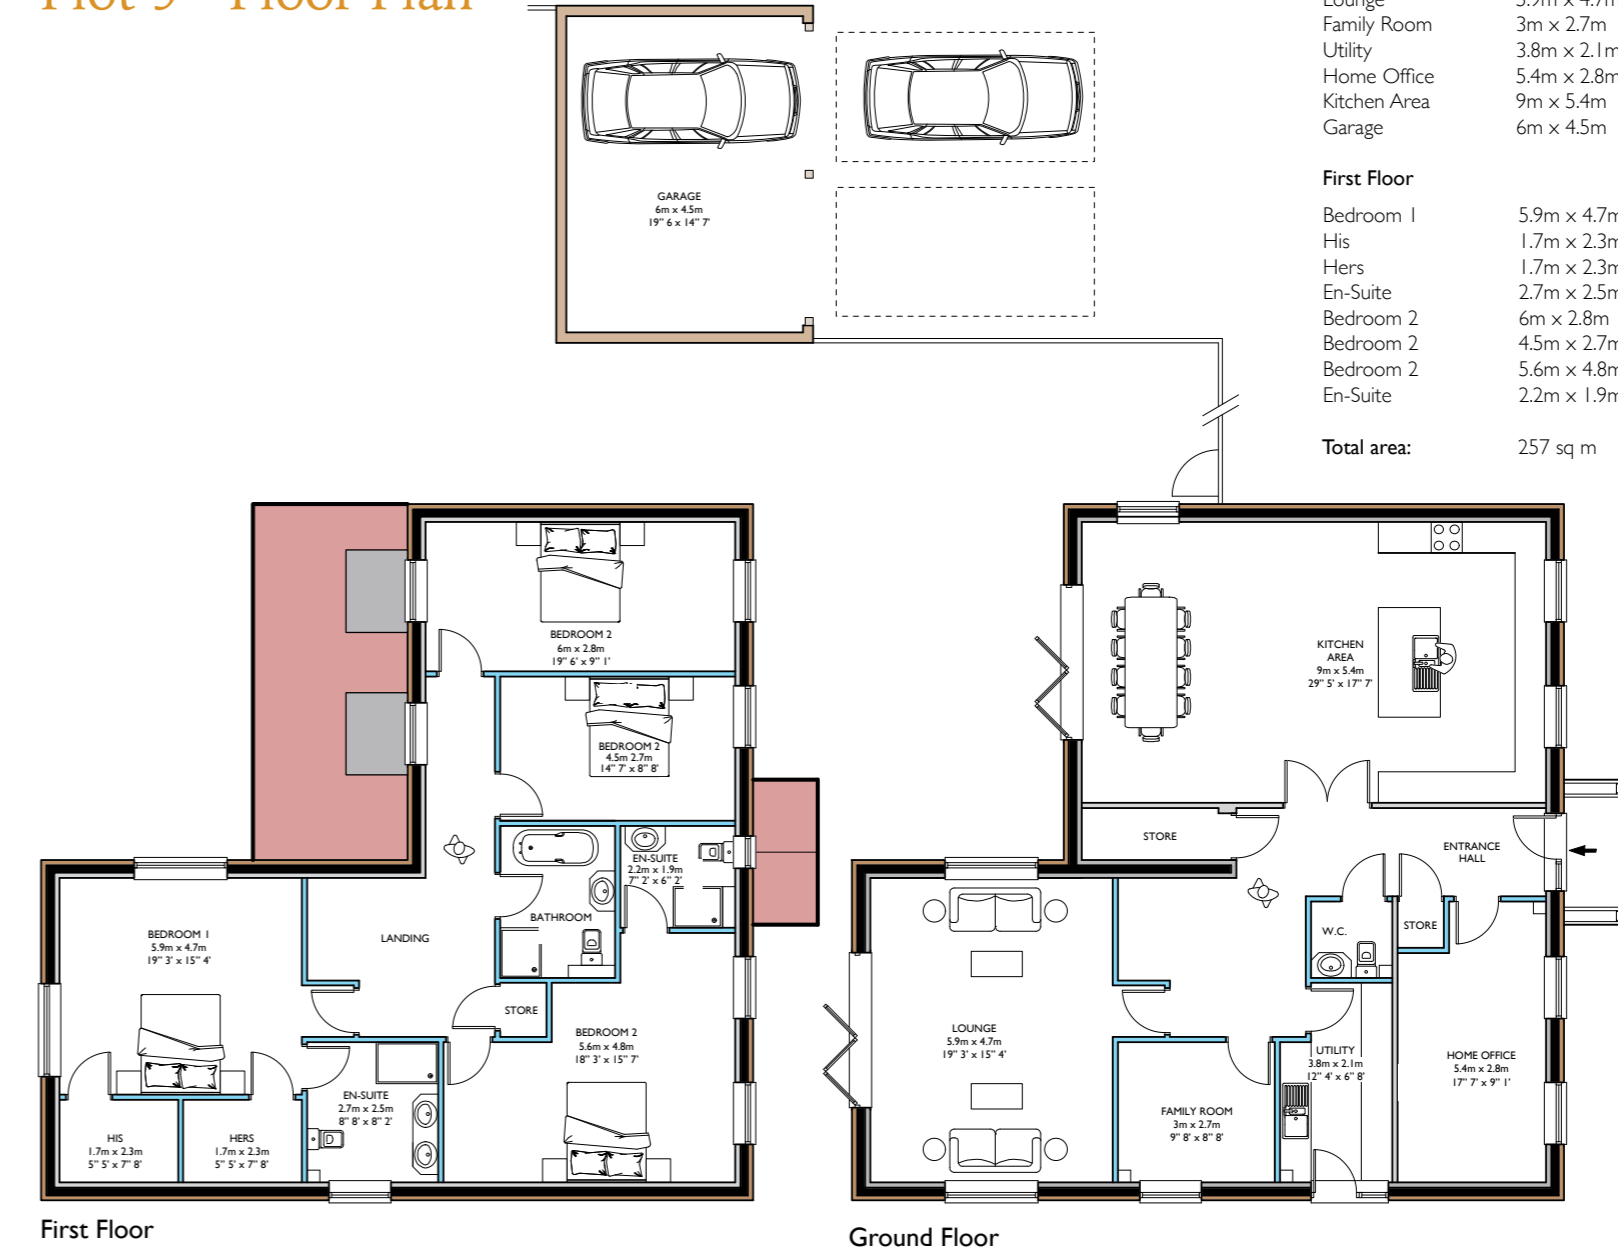 Plot 9 - Floor Plan
Lounge 5.9m x 4.7m
Family Room 3m x 2.7m
Utility 3.8m x 2.1m
Home Office 5.4m x 2.8m
Kitchen Area 9m x 5.4m
Garage 6m x 4.5m
First Floor
Bedroom 1 5.9m x 4.7m
His 1.7m x 2.3m
Hers 1.7m x 2.3m
En-Suite 2.7m x 2.5m
Bedroom 2 6m x 2.8m
Bedroom 2 4.5m x 2.7m
Bedroom 2 5.6m x 4.8m
En-Suite 2.2m x 1.9m
Total area: 257 sq m
GARAGE
6m x 4.5m
19" 6 x 14" 7'
BEDROOM 2
6m x 2.8m
19" 6' x 9" 1'
BEDROOM 2
4.5m 2.7m
14" 7' x 8" 8'
EN-SUITE
2.2m x 1.9m
7" 2' x 6" 2'
BATHROOM
LANDING
BEDROOM 1
5.9m x 4.7m
19" 3' x 15" 4'
STORE
BEDROOM 2
5.6m x 4.8m
18" 3' x 15" 7'
EN-SUITE
2.7m x 2.5m
8" 8' x 8" 2'
HIS
1.7m x 2.3m
5" 5' x 7" 8'
HERS
1.7m x 2.3m
5" 5' x 7" 8'
First Floor
KITCHEN
AREA
9m x 5.4m
29" 5' x 17" 7'
STORE
ENTRANCE
HALL
W.C.
STORE
LOUNGE
5.9m x 4.7m
19" 3' x 15" 4'
UTILITY
3.8m x 2.1m
12" 4' x 6" 8'
HOME OFFICE
5.4m x 2.8m
17" 7' x 9" 1'
FAMILY ROOM
3m x 2.7m
9" 8' x 8" 8'
Ground Floor